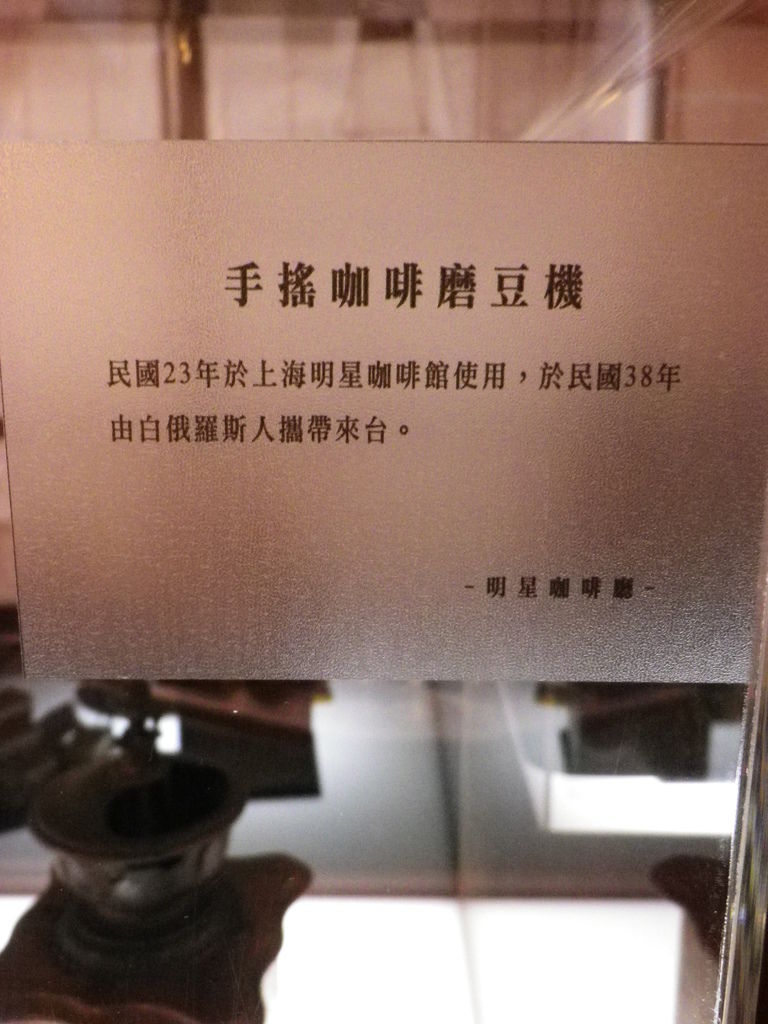 手搖咖啡磨豆機
民國23年於上海明星咖啡館使用，於民國38年
由白俄羅斯人攜帶來台。
-明星咖啡廳-